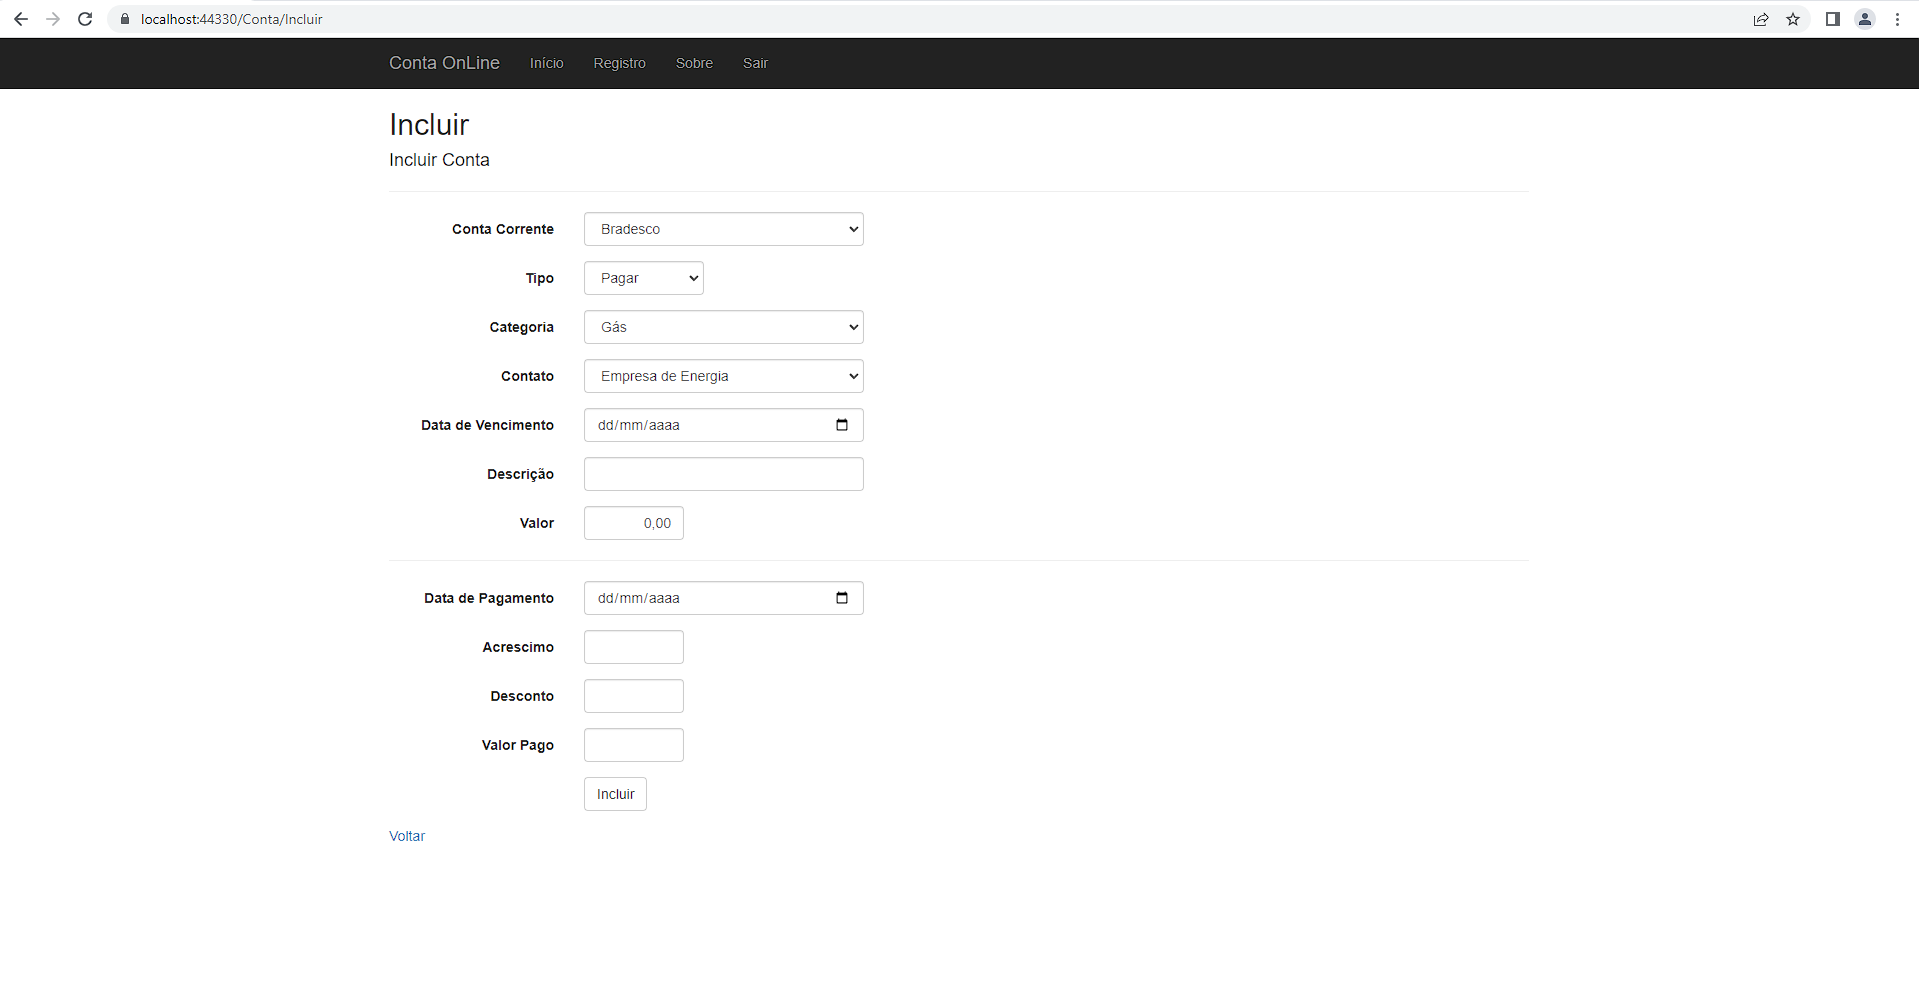 localhost:44330/Conta/Incluir
Conta OnLine Início Registro Sobre Sair
Incluir
Incluir Conta
Conta Corrente Bradesco
Tipo Pagar
Categoria Gás
Contato Empresa de Energia
Data de Vencimento dd/mm/aaaa
Descrição
Valor 0,00
Data de Pagamento dd/mm/aaaa
Acrescimo
Desconto
Valor Pago
Incluir
Voltar